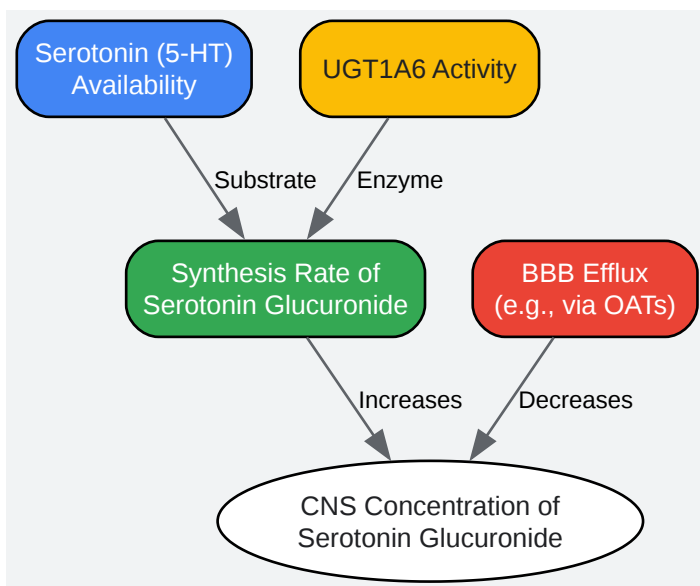 Serotonin (5-HT)
Availability
UGT1A6 Activity
Substrate
Enzyme
Synthesis Rate of
Serotonin Glucuronide
BBB Efflux
(e.g., via OATs)
Increases
Decreases
CNS Concentration of
Serotonin Glucuronide